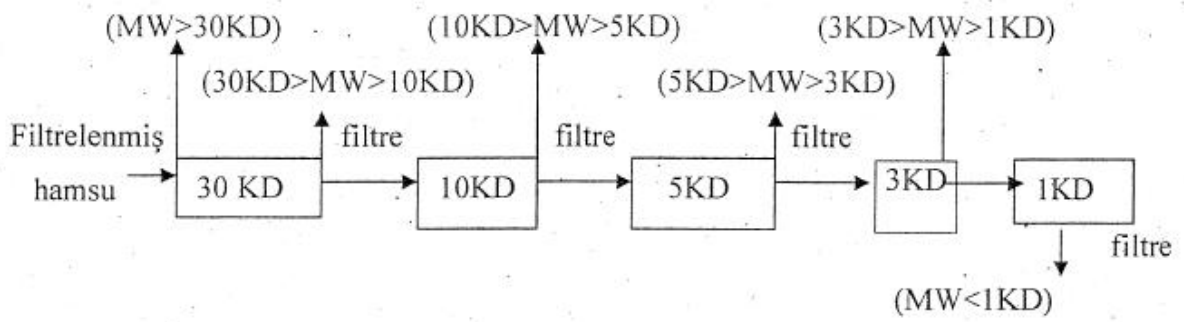 (MW>30KD)
(10KD>MW>5KD)
(3KD>MW>1KD)
(30KD>MW>10KD)
(5KD>MW>3KD)
Filtrelenmiş
hamsu
filtre
filtre
filtre
30 KD
10KD
5KD
3KD
1KD
filtre
(MW<1KD)